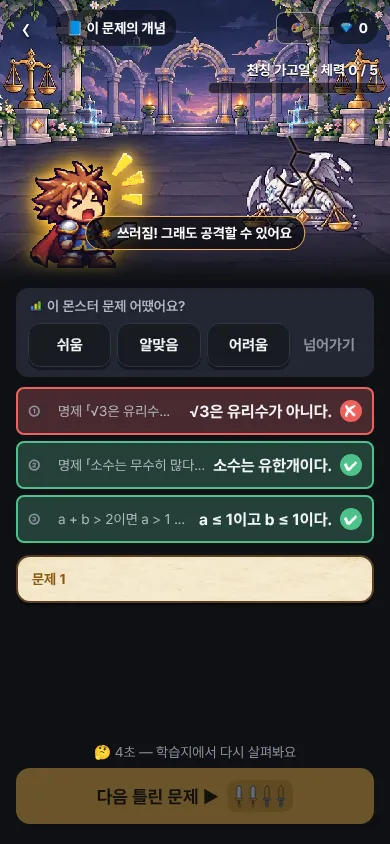 이 문제의 개념
0
천칭 가고일 · 체력 0 / 5
쓰러짐! 그래도 공격할 수 있어요
이 몬스터 문제 어땠어요?
쉬움
알맞음
어려움
넘어가기
① 명제 「√3은 유리수... √3은 유리수가 아니다.
② 명제 「소수는 무수히 많다... 소수는 유한개이다.
③ a + b > 2이면 a > 1 ... a ≤ 1이고 b ≤ 1이다.
문제 1
4초 — 학습지에서 다시 살펴봐요
다음 틀린 문제 ▶